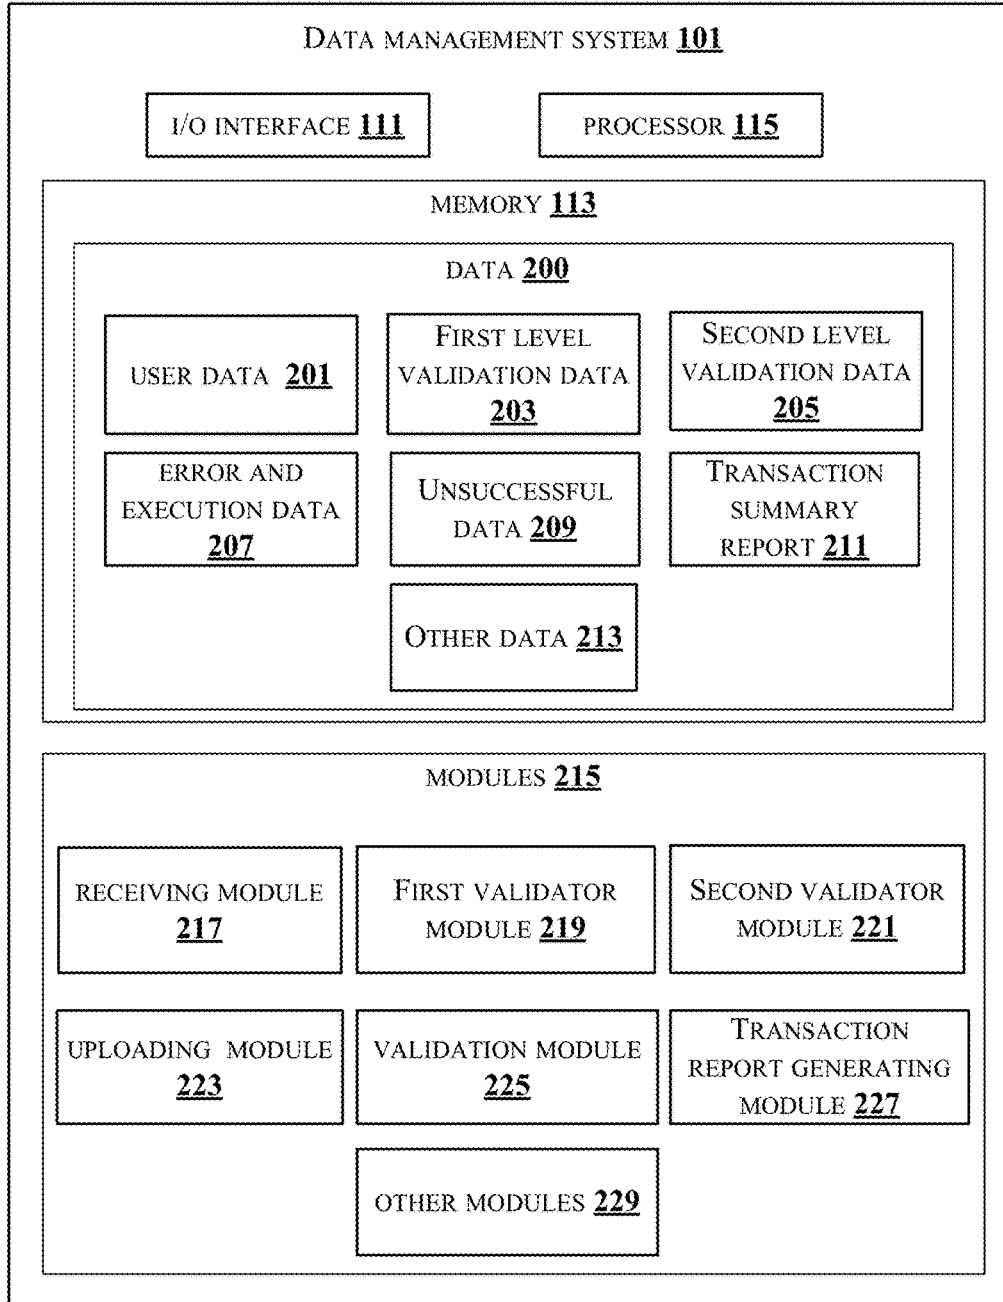 DATA MANAGEMENT SYSTEM 101
I/O INTERFACE 111
PROCESSOR 115
MEMORY 113
DATA 200
USER DATA 201
FIRST LEVEL
VALIDATION DATA
203
SECOND LEVEL
VALIDATION DATA
205
ERROR AND
EXECUTION DATA
207
UNSUCCESSFUL
DATA 209
TRANSACTION
SUMMARY
REPORT 211
OTHER DATA 213
MODULES 215
RECEIVING MODULE
217
FIRST VALIDATOR
MODULE 219
SECOND VALIDATOR
MODULE 221
UPLOADING MODULE
223
VALIDATION MODULE
225
TRANSACTION
REPORT GENERATING
MODULE 227
OTHER MODULES 229